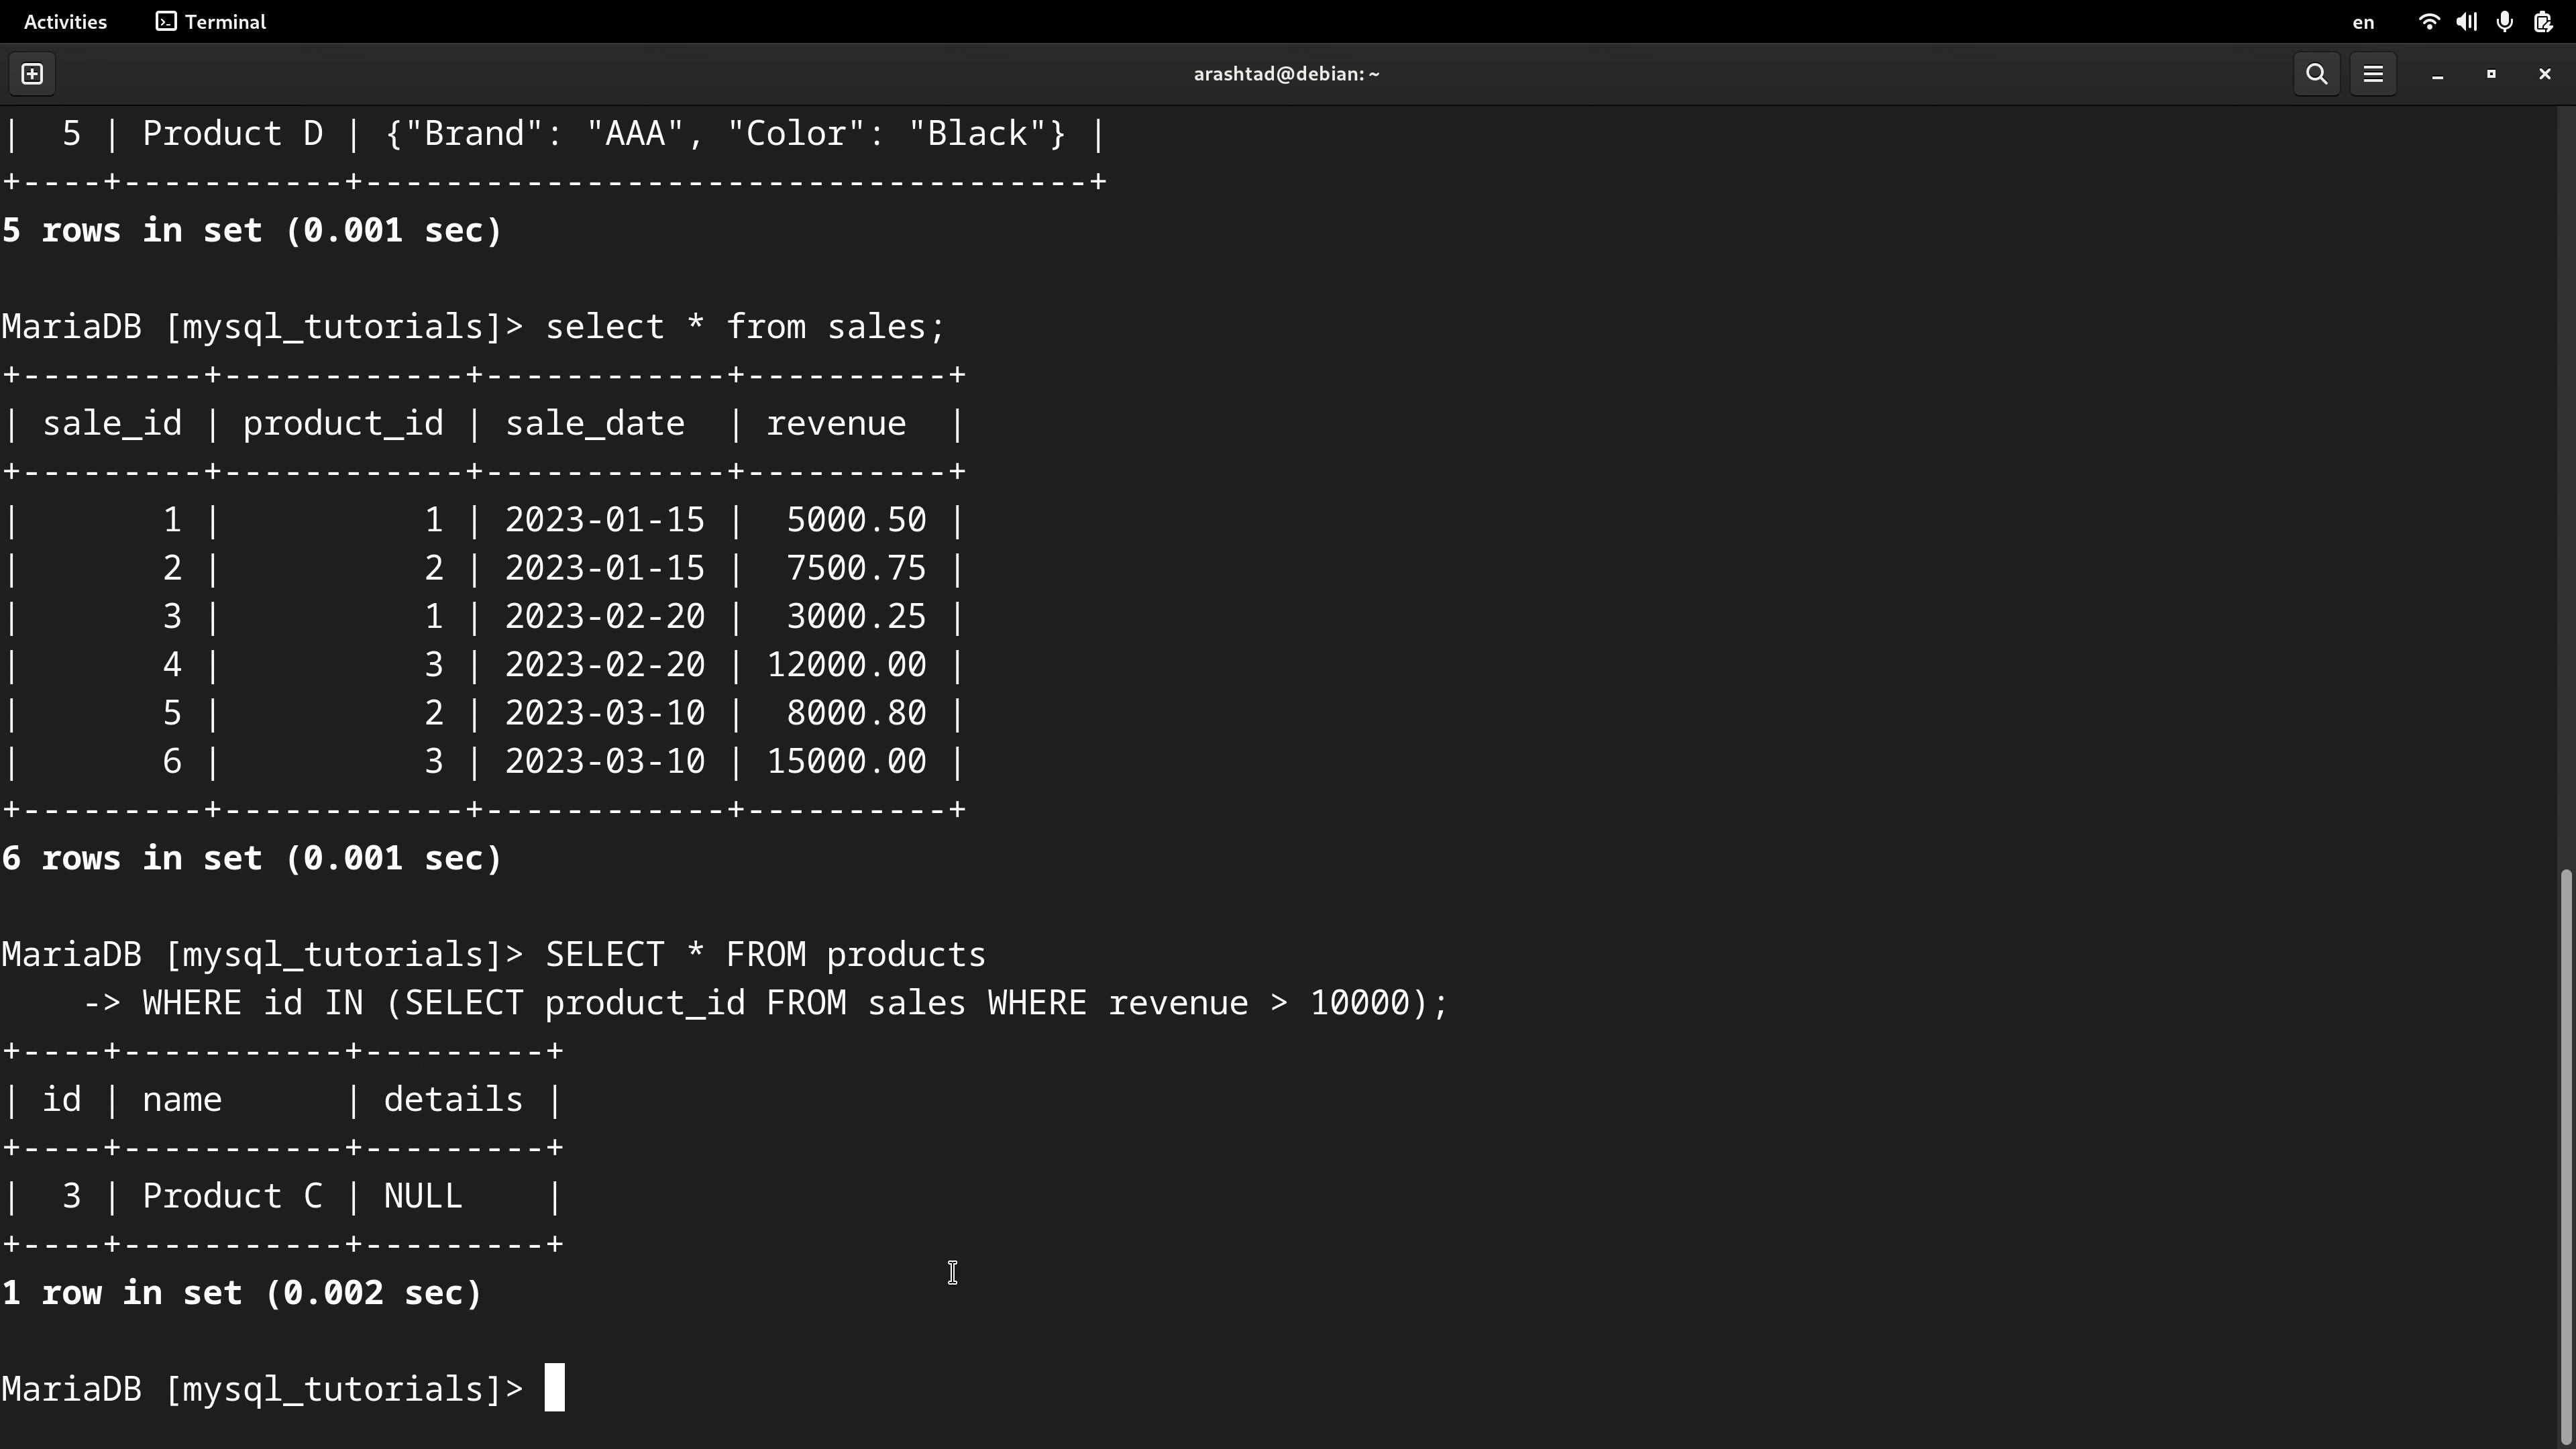 Activities Terminal en
arashtad@debian: ~
|  5 | Product D | {"Brand": "AAA", "Color": "Black"} |
+----+-----------+------------------------------------+
5 rows in set (0.001 sec)
MariaDB [mysql_tutorials]> select * from sales;
+---------+------------+------------+----------+
| sale_id | product_id | sale_date  | revenue  |
+---------+------------+------------+----------+
|       1 |          1 | 2023-01-15 |  5000.50 |
|       2 |          2 | 2023-01-15 |  7500.75 |
|       3 |          1 | 2023-02-20 |  3000.25 |
|       4 |          3 | 2023-02-20 | 12000.00 |
|       5 |          2 | 2023-03-10 |  8000.80 |
|       6 |          3 | 2023-03-10 | 15000.00 |
+---------+------------+------------+----------+
6 rows in set (0.001 sec)
MariaDB [mysql_tutorials]> SELECT * FROM products
    -> WHERE id IN (SELECT product_id FROM sales WHERE revenue > 10000);
+----+-----------+---------+
| id | name      | details |
+----+-----------+---------+
|  3 | Product C | NULL    |
+----+-----------+---------+
1 row in set (0.002 sec)
MariaDB [mysql_tutorials]>